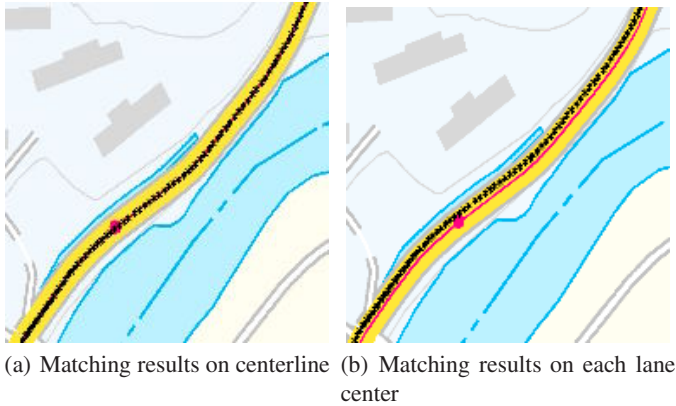 (a) Matching results on centerline
(b) Matching results on each lane
center